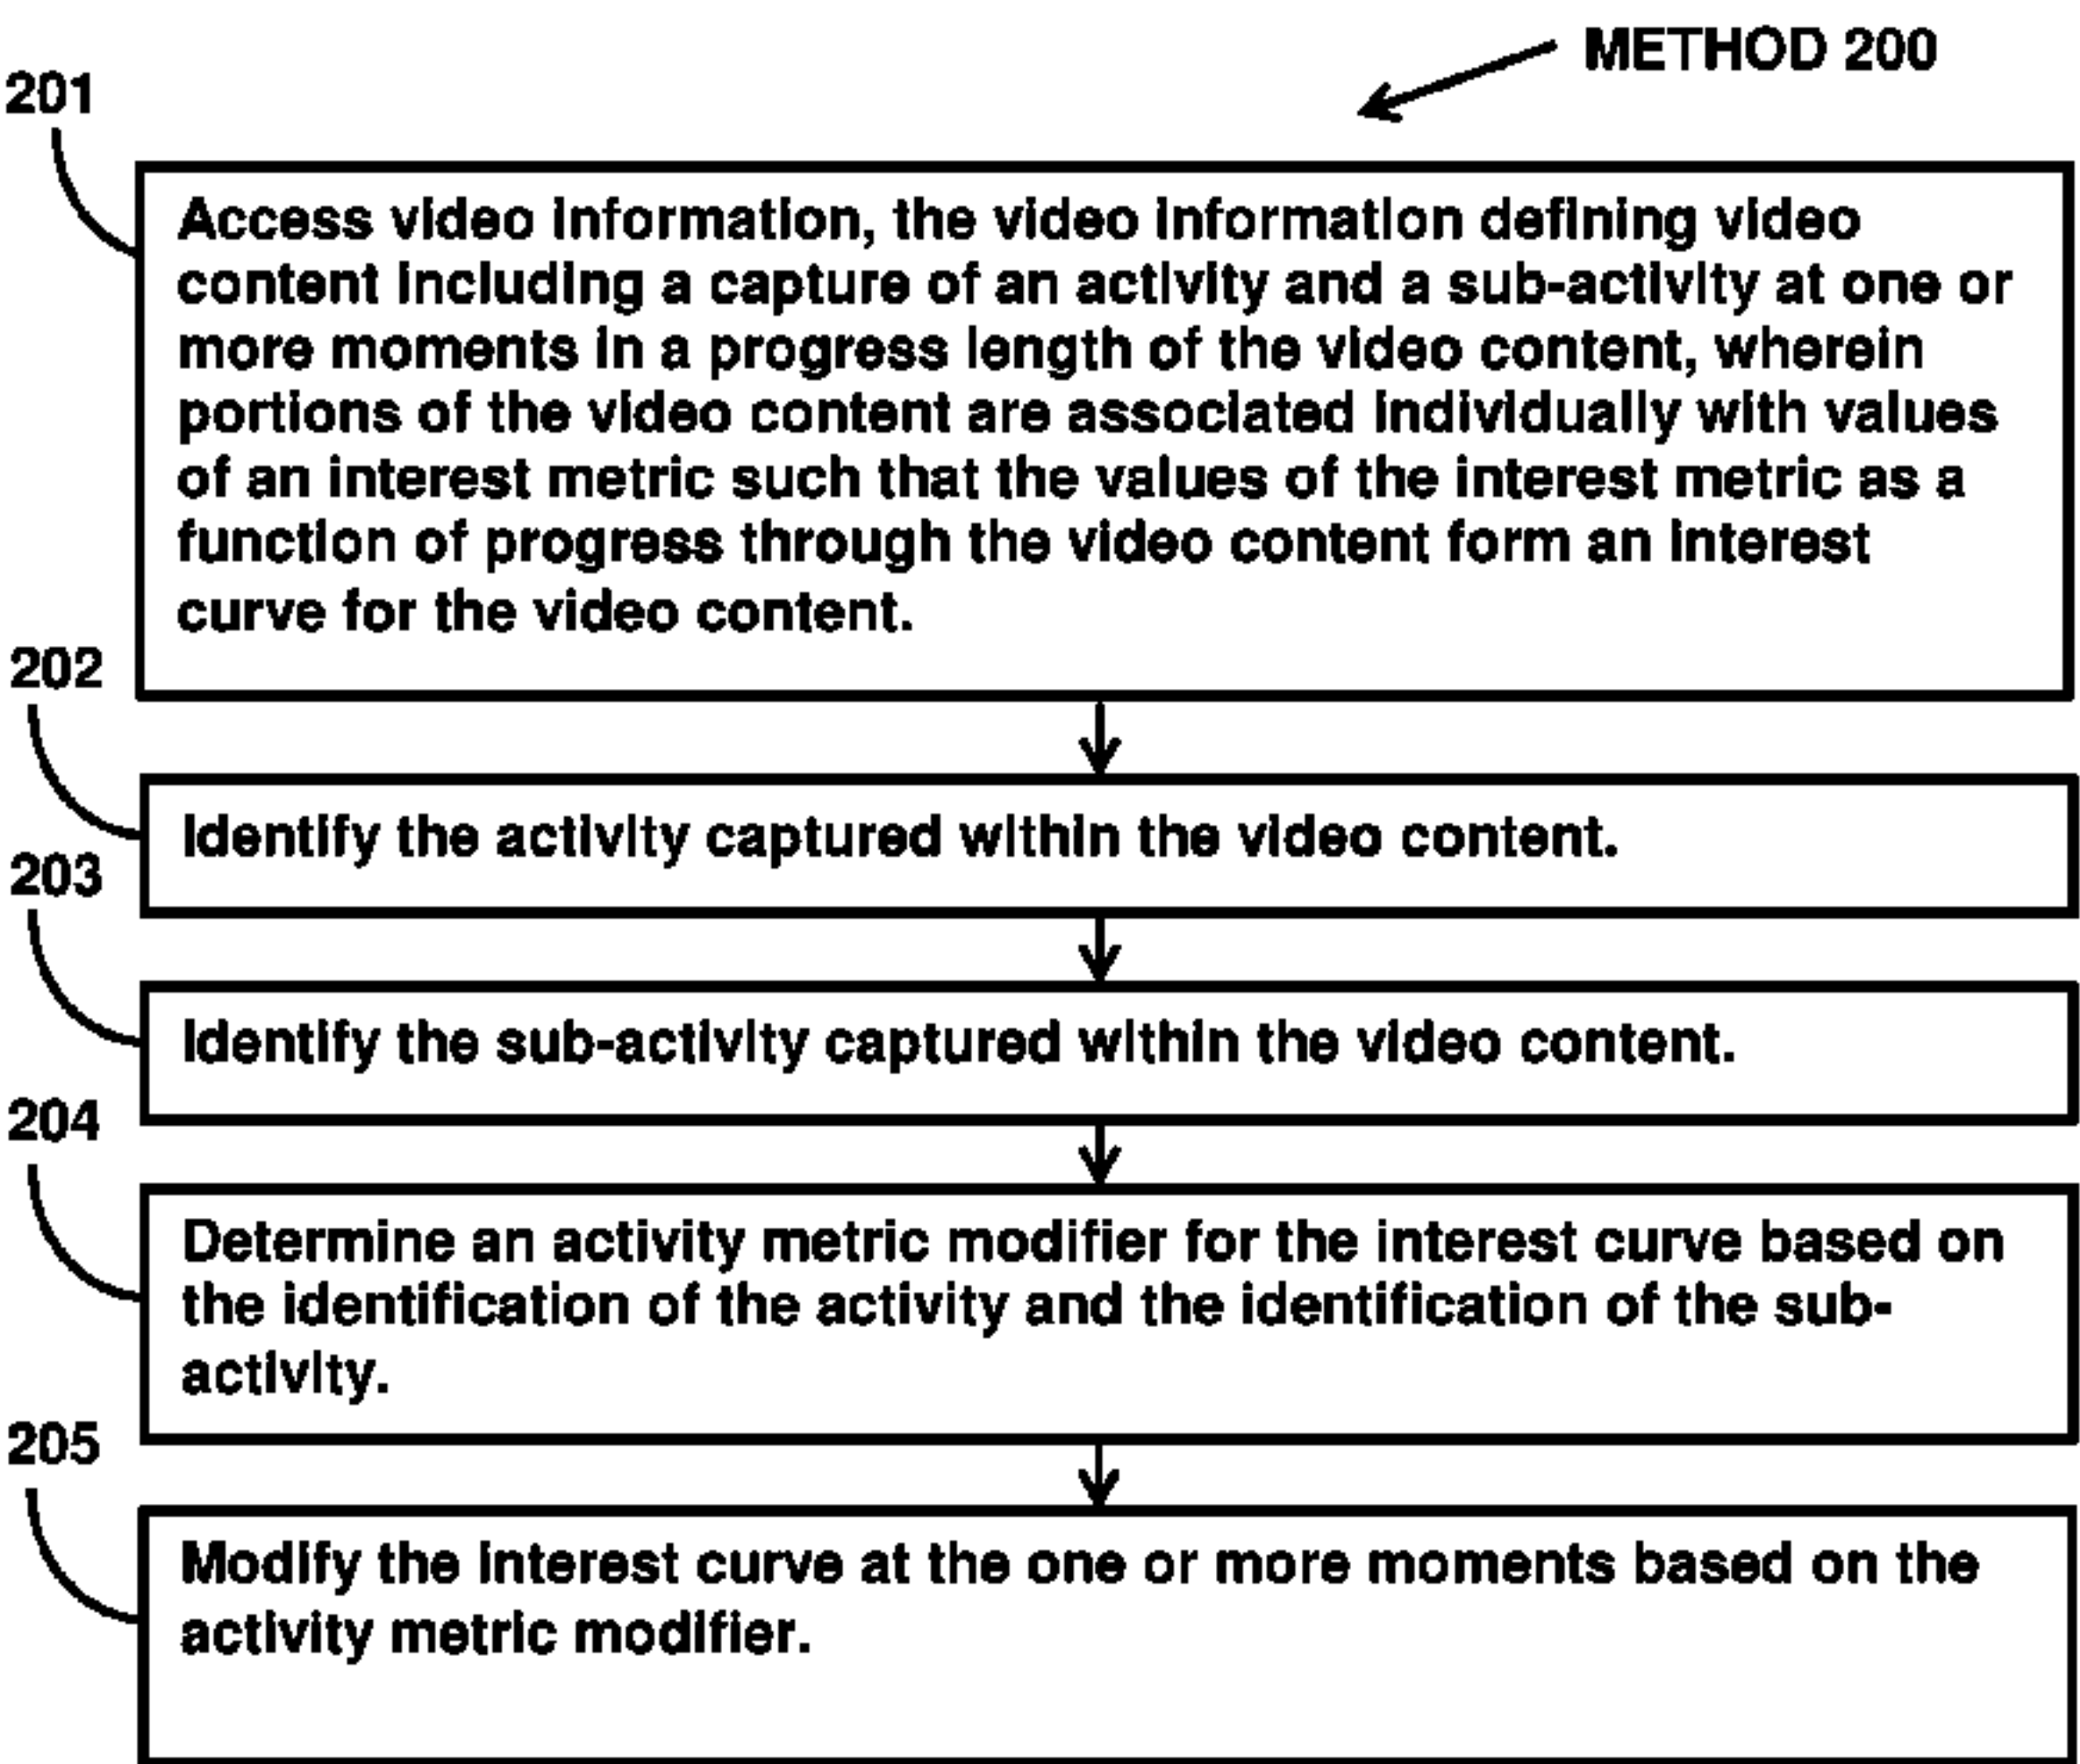 METHOD 200
201
Access video information, the video information defining video
content including a capture of an activity and a sub-activity at one or
more moments in a progress length of the video content, wherein
portions of the video content are associated individually with values
of an interest metric such that the values of the interest metric as a
function of progress through the video content form an interest
curve for the video content.
202
Identify the activity captured within the video content.
203
Identify the sub-activity captured within the video content.
204
Determine an activity metric modifier for the interest curve based on
the identification of the activity and the identification of the sub-
activity.
205
Modify the interest curve at the one or more moments based on the
activity metric modifier.